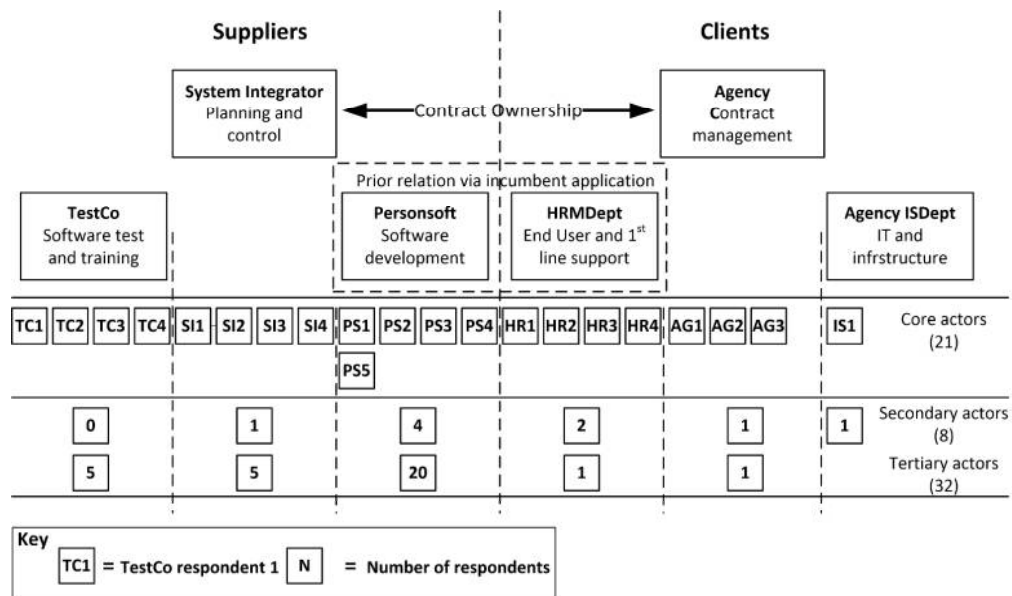 Suppliers
Clients
System Integrator
Planning and
control
Contract Ownership
Agency
Contract
management
Prior relation via incumbent application
TestCo
Software test
and training
Personsoft
Software
development
HRMDept
End User and 1st
line support
Agency ISDept
IT and
infrstructure
TC1 TC2 TC3 TC4 SI1 SI2 SI3 SI4 PS1 PS2 PS3 PS4 HR1 HR2 HR3 HR4 AG1 AG2 AG3 IS1
Core actors
(21)
PS5
0 1 4 2 1 1
Secondary actors
(8)
5 5 20 1 1
Tertiary actors
(32)
Key
TC1 = TestCo respondent 1 N = Number of respondents